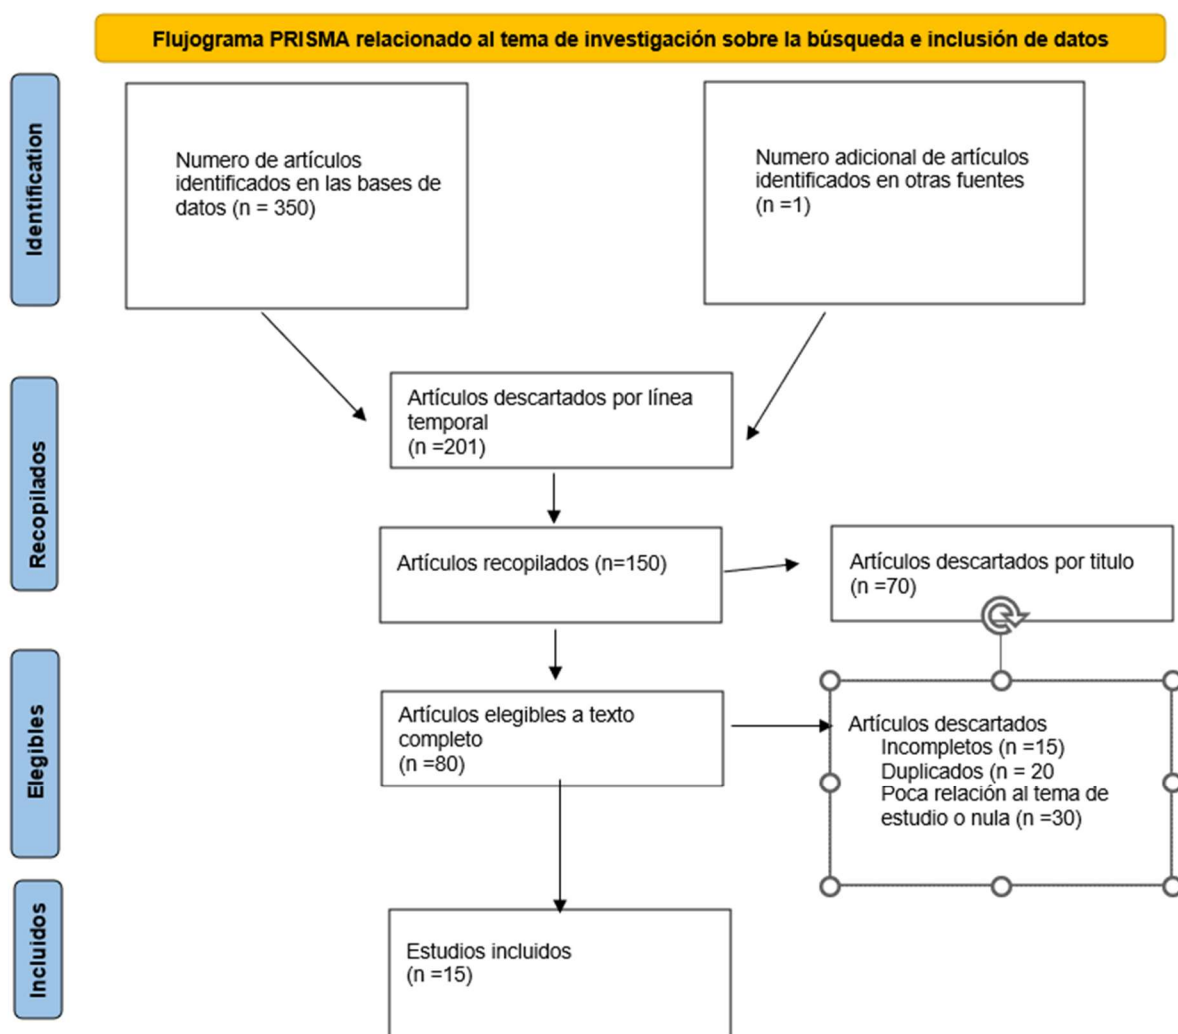 Flujograma PRISMA relacionado al tema de investigación sobre la búsqueda e inclusión de datos
Identification
Numero de artículos
identificados en las bases de
datos (n = 350)
Numero adicional de artículos
identificados en otras fuentes
(n =1)
Recopilados
Artículos descartados por línea
temporal
(n =201)
Artículos recopilados (n=150)
Artículos descartados por titulo
(n =70)
Elegibles
Artículos elegibles a texto
completo
(n =80)
Artículos descartados
Incompletos (n =15)
Duplicados (n = 20
Poca relación al tema de
estudio o nula (n =30)
Incluidos
Estudios incluidos
(n =15)